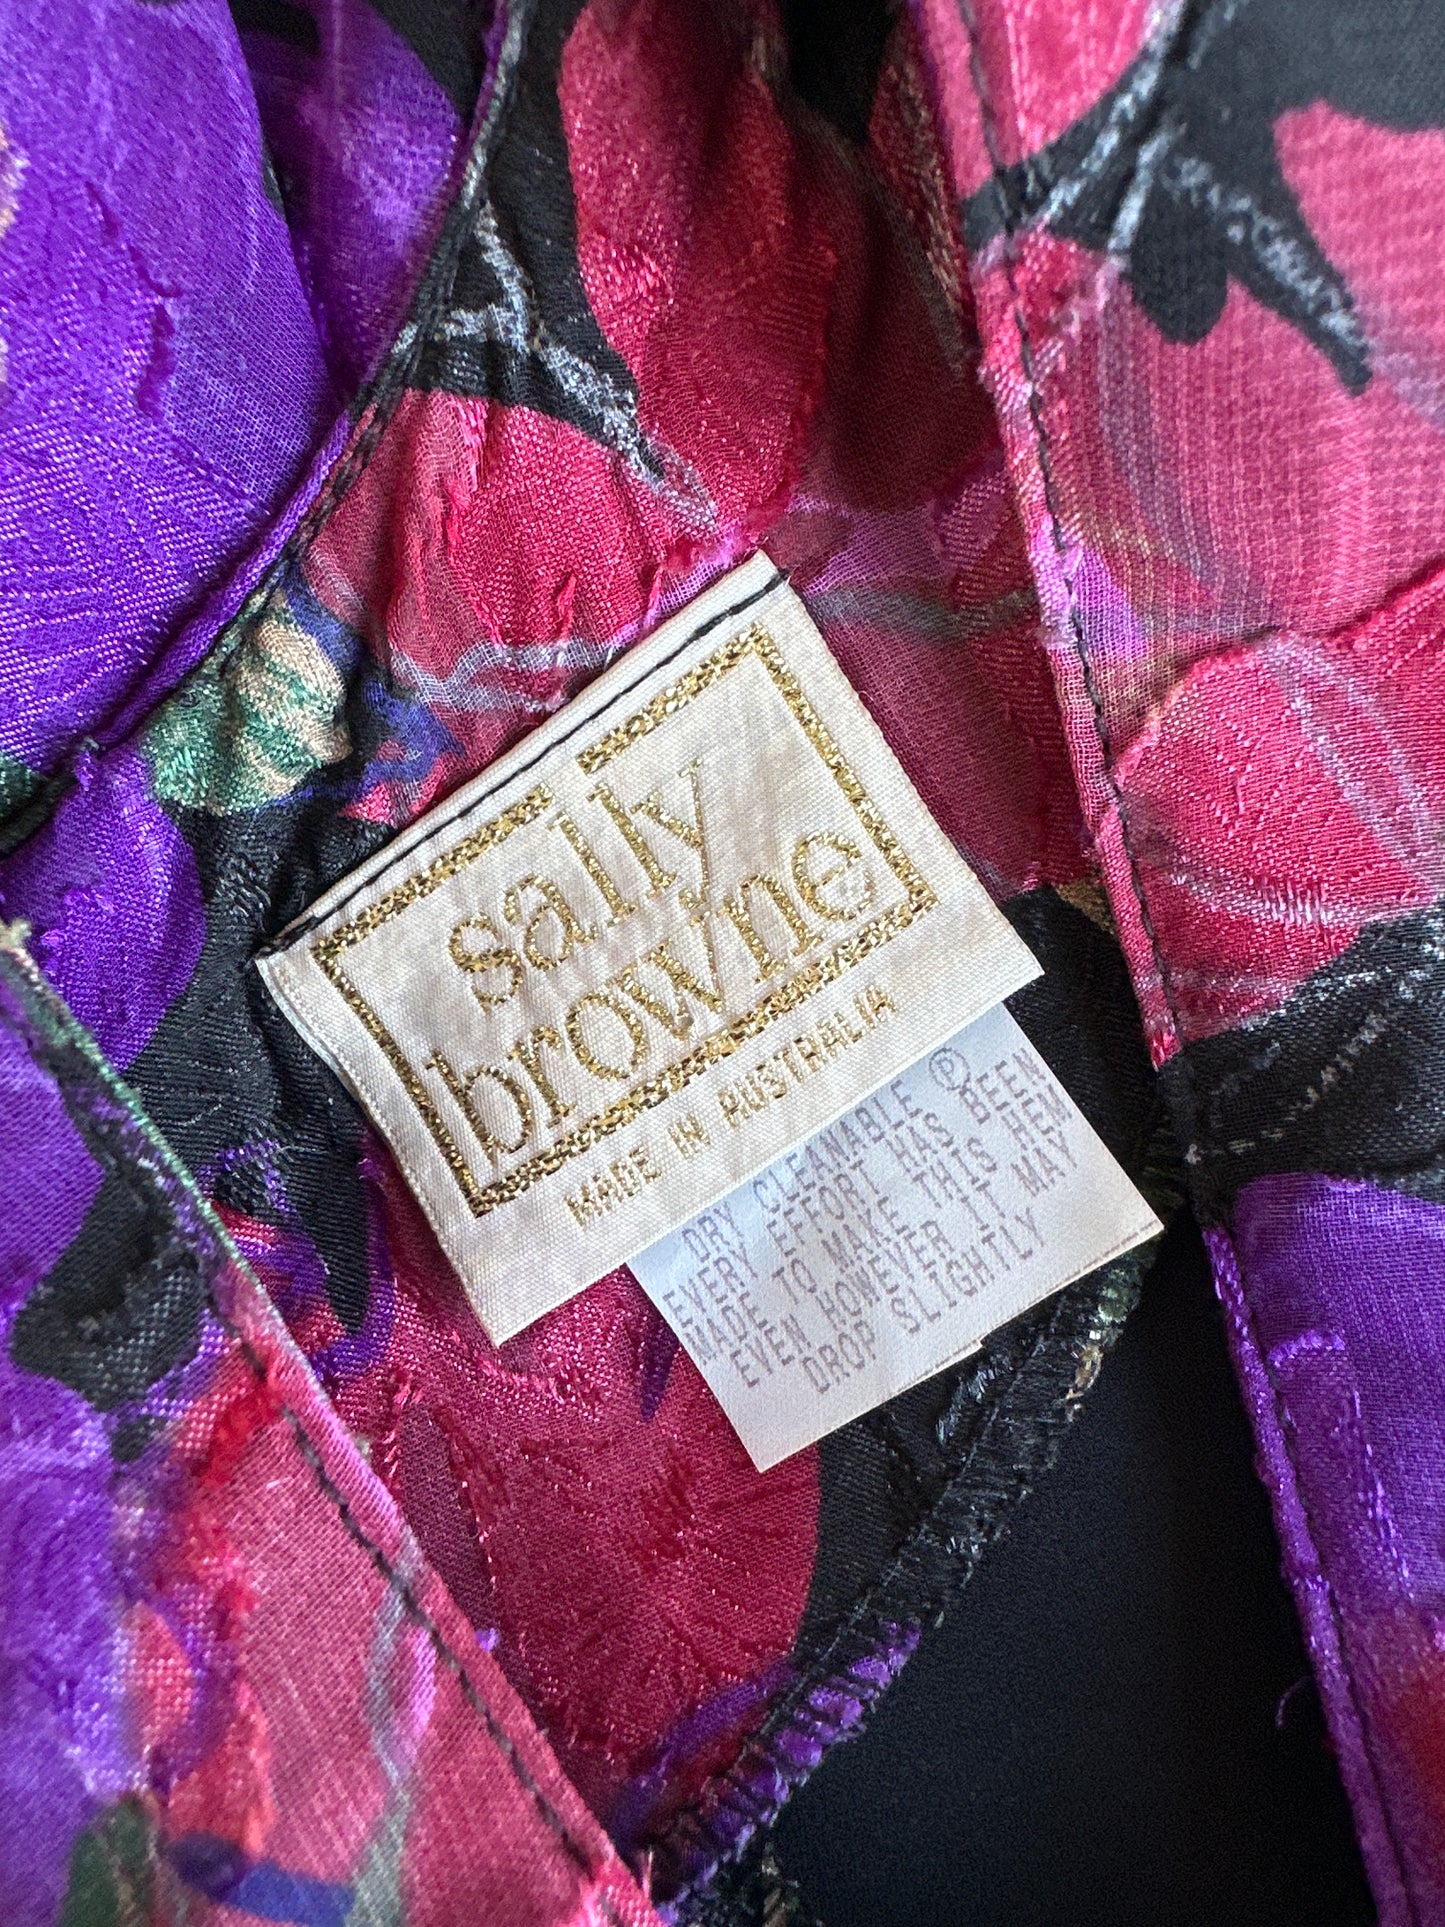 sally
browne
MADE IN AUSTRALIA
DRY CLEANABLE Ⓟ
EVERY EFFORT HAS BEEN
MADE TO MAKE THIS HEM
EVEN HOWEVER IT MAY
DROP SLIGHTLY